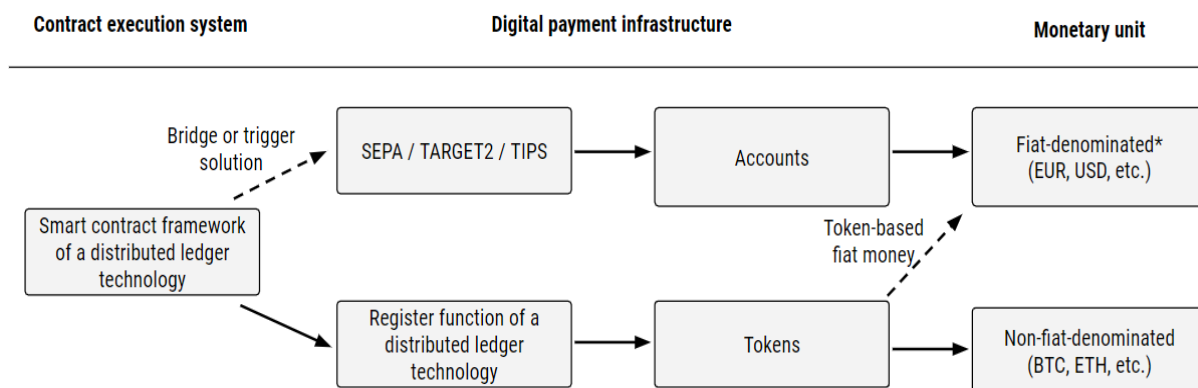 Contract execution system
Digital payment infrastructure
Monetary unit
Bridge or trigger
solution
SEPA / TARGET2 / TIPS
Accounts
Fiat-denominated*
(EUR, USD, etc.)
Smart contract framework
of a distributed ledger
technology
Token-based
fiat money
Register function of a
distributed ledger
technology
Tokens
Non-fiat-denominated
(BTC, ETH, etc.)